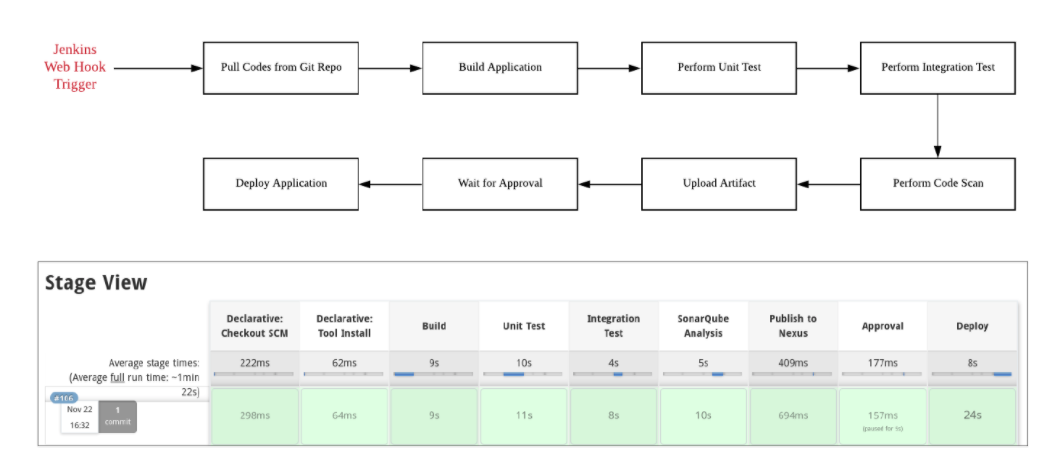 Jenkins
Web Hook
Trigger
Pull Codes from Git Repo
Build Application
Perform Unit Test
Perform Integration Test
Deploy Application
Wait for Approval
Upload Artifact
Perform Code Scan
Stage View
Declarative: Checkout SCM
Declarative: Tool Install
Build
Unit Test
Integration Test
SonarQube Analysis
Publish to Nexus
Approval
Deploy
Average stage times:
(Average full run time: ~1min
22s)
222ms
62ms
9s
10s
4s
5s
409ms
177ms
8s
#166
Nov 22
16:32
1
commit
298ms
64ms
9s
11s
8s
10s
694ms
157ms
(paused for
24s